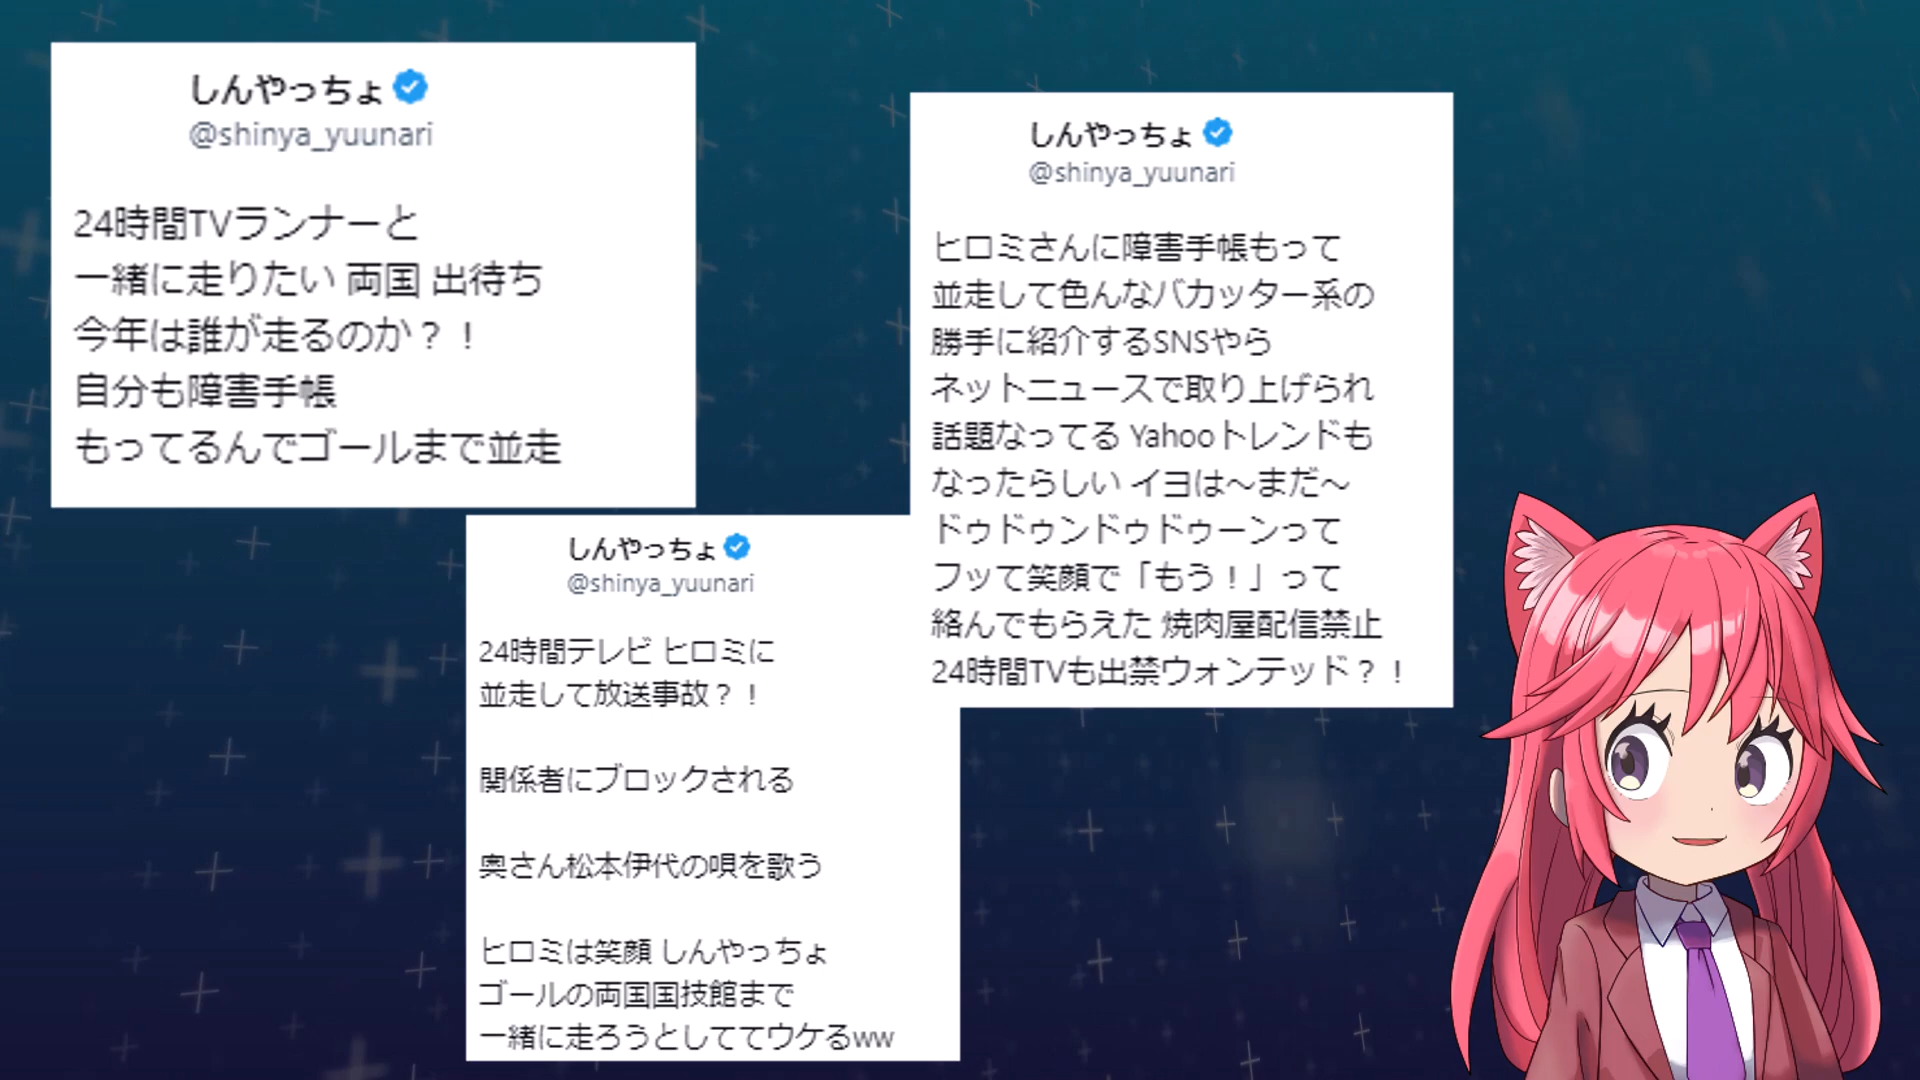 しんやっちょ
@shinya_yuunari
24時間TVランナーと
一緒に走りたい 両国 出待ち
今年は誰が走るのか？！
自分も障害手帳
もってるんでゴールまで並走
しんやっちょ
@shinya_yuunari
ヒロミさんに障害手帳もって
並走して色んなバカッター系の
勝手に紹介するSNSやら
ネットニュースで取り上げられ
話題なってる Yahooトレンドも
なったらしい イヨは〜まだ〜
ドゥドゥンドゥドゥーンって
フッて笑顔で「もう！」って
絡んでもらえた 焼肉屋配信禁止
24時間TVも出禁ウォンテッド？！
しんやっちょ
@shinya_yuunari
24時間テレビ ヒロミに
並走して放送事故？！
関係者にブロックされる
奥さん松本伊代の唄を歌う
ヒロミは笑顔 しんやっちょ
ゴールの両国国技館まで
一緒に走ろうとしててウケるww